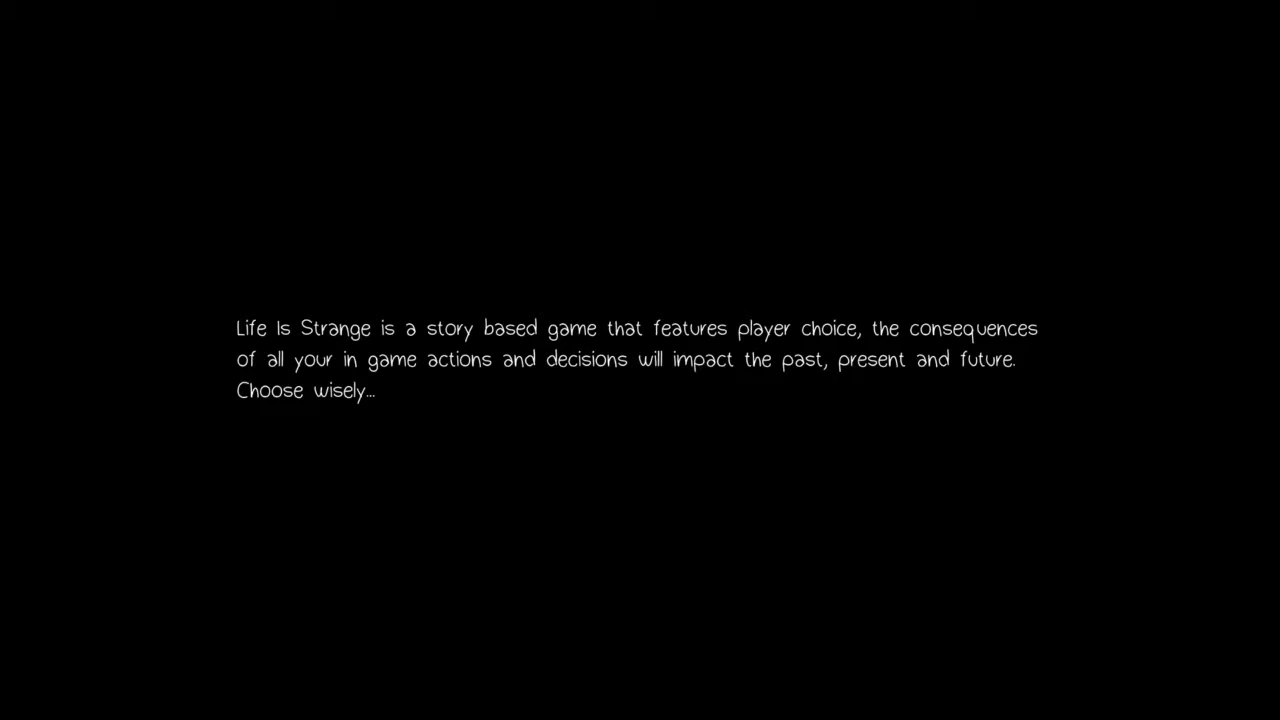 Life Is Strange is a story based game that features player choice, the consequences
of all your in game actions and decisions will impact the past, present and future.
Choose wisely...